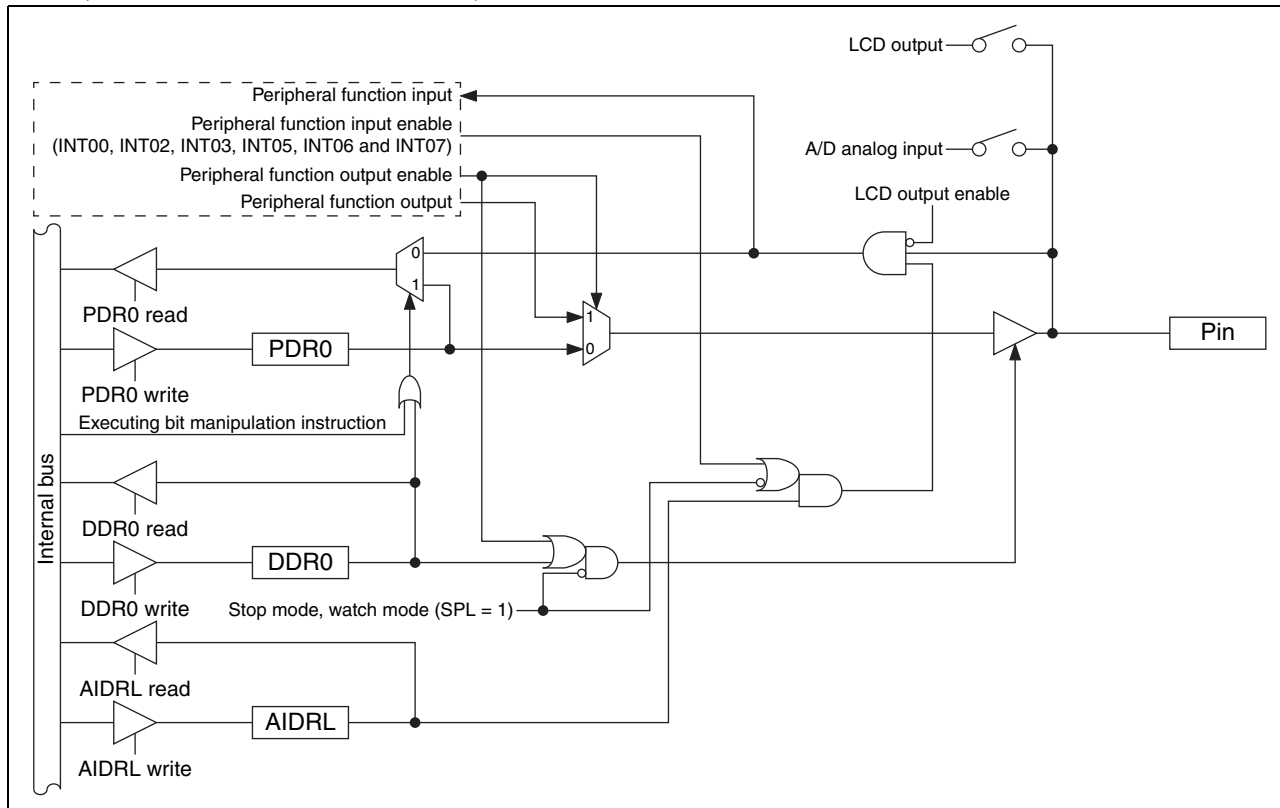 LCD output
Peripheral function input
Peripheral function input enable
(INT00, INT02, INT03, INT05, INT06 and INT07)
A/D analog input
Peripheral function output enable
Peripheral function output
LCD output enable
0
1
PDR0 read
1
0
PDR0
Pin
PDR0 write
Executing bit manipulation instruction
Internal bus
DDR0 read
DDR0
DDR0 write
Stop mode, watch mode (SPL = 1)
AIDRL read
AIDRL
AIDRL write